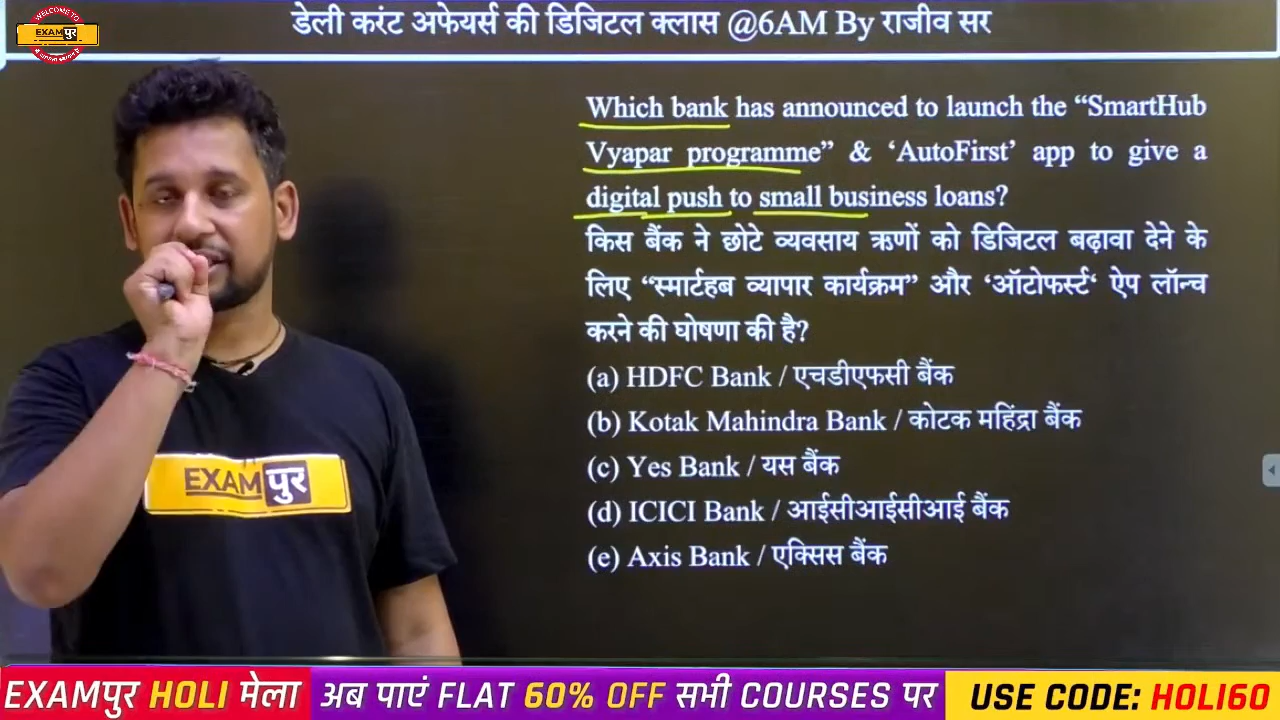 WELCOME TO
EXAMपुर
डेली करंट अफेयर्स की डिजिटल क्लास @6AM By राजीव सर
Which bank has announced to launch the “SmartHub
Vyapar programme” & ‘AutoFirst’ app to give a
digital push to small business loans?
किस बैंक ने छोटे व्यवसाय ऋणों को डिजिटल बढ़ावा देने के
लिए “स्मार्टहब व्यापार कार्यक्रम” और ‘ऑटोफर्स्ट‘ ऐप लॉन्च
करने की घोषणा की है?
(a) HDFC Bank / एचडीएफसी बैंक
(b) Kotak Mahindra Bank / कोटक महिंद्रा बैंक
(c) Yes Bank / यस बैंक
(d) ICICI Bank / आईसीआईसीआई बैंक
(e) Axis Bank / एक्सिस बैंक
EXAMपुर
EXAMपुर HOLI मेला अब पाएं FLAT 60% OFF सभी COURSES पर USE CODE: HOLI60